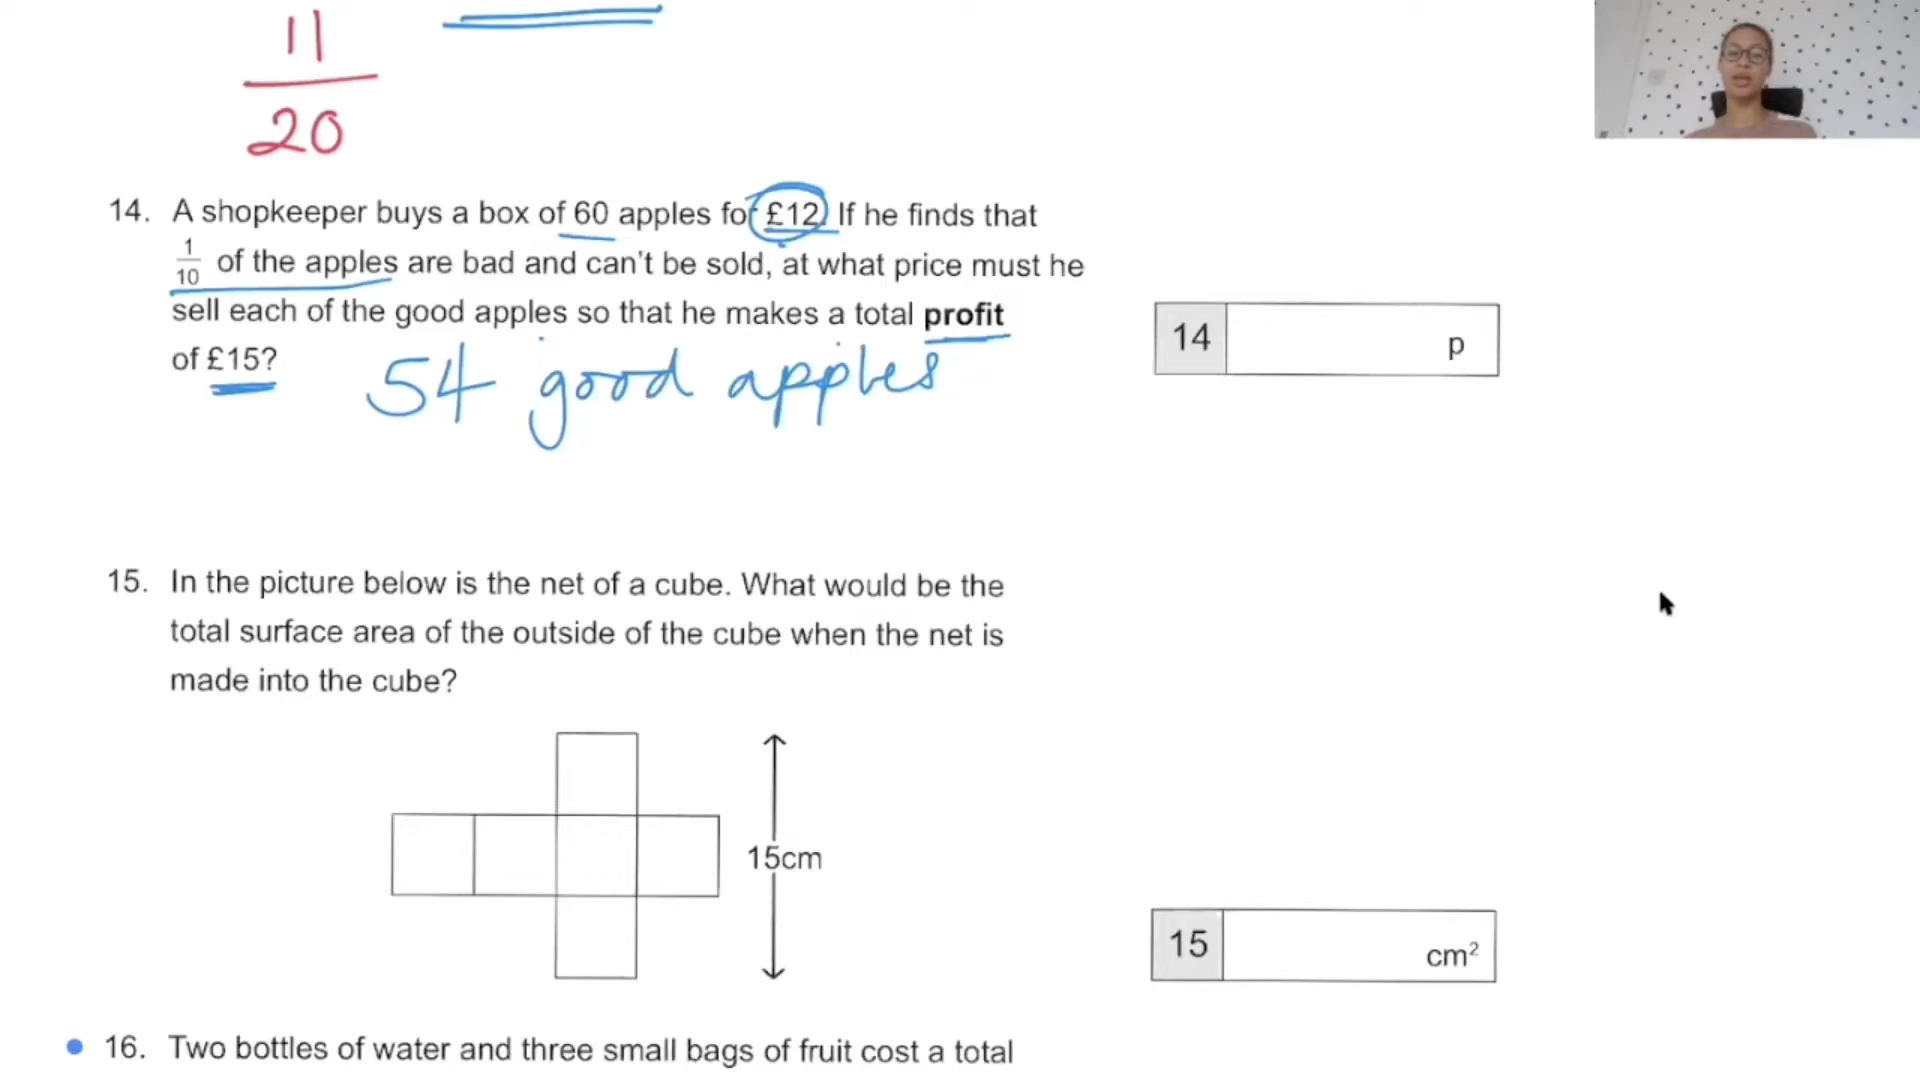 11
20
14. A shopkeeper buys a box of 60 apples for £12. If he finds that
1/10 of the apples are bad and can't be sold, at what price must he
sell each of the good apples so that he makes a total profit
of £15?
54 good apples
14 p
15. In the picture below is the net of a cube. What would be the
total surface area of the outside of the cube when the net is
made into the cube?
15cm
15 cm²
16. Two bottles of water and three small bags of fruit cost a total